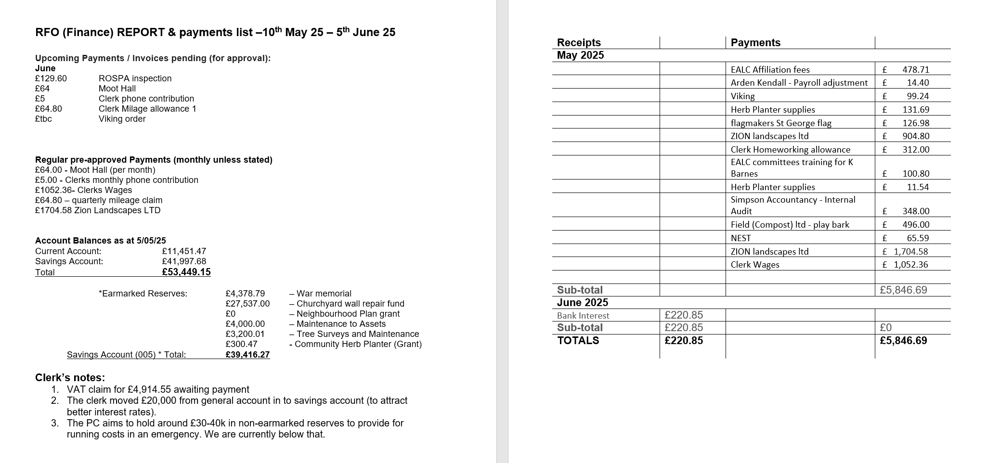 RFO (Finance) REPORT & payments list –10th May 25 – 5th June 25
Upcoming Payments / Invoices pending (for approval):
June
£129.60 ROSPA inspection
£64 Moot Hall
£5 Clerk phone contribution
£64.80 Clerk Milage allowance 1
£tbc Viking order
Regular pre-approved Payments (monthly unless stated)
£64.00 - Moot Hall (per month)
£5.00 - Clerks monthly phone contribution
£1052.36- Clerks Wages
£64.80 – quarterly mileage claim
£1704.58 Zion Landscapes LTD
Account Balances as at 5/05/25
Current Account: £11,451.47
Savings Account: £41,997.68
Total £53,449.15
*Earmarked Reserves: £4,378.79 – War memorial
£27,537.00 – Churchyard wall repair fund
£0 – Neighbourhood Plan grant
£4,000.00 – Maintenance to Assets
£3,200.01 – Tree Surveys and Maintenance
£300.47 - Community Herb Planter (Grant)
Savings Account (005) * Total: £39,416.27
Clerk’s notes:
1. VAT claim for £4,914.55 awaiting payment
2. The clerk moved £20,000 from general account in to savings account (to attract
better interest rates).
3. The PC aims to hold around £30-40k in non-earmarked reserves to provide for
running costs in an emergency. We are currently below that.
Receipts Payments
May 2025
EALC Affiliation fees £ 478.71
Arden Kendall - Payroll adjustment £ 14.40
Viking £ 99.24
Herb Planter supplies £ 131.69
flagmakers St George flag £ 126.98
ZION landscapes ltd £ 904.80
Clerk Homeworking allowance £ 312.00
EALC committees training for K
Barnes £ 100.80
Herb Planter supplies £ 11.54
Simpson Accountancy - Internal
Audit £ 348.00
Field (Compost) ltd - play bark £ 496.00
NEST £ 65.59
ZION landscapes ltd £ 1,704.58
Clerk Wages £ 1,052.36
Sub-total £5,846.69
June 2025
Bank Interest £220.85
Sub-total £220.85 £0
TOTALS £220.85 £5,846.69